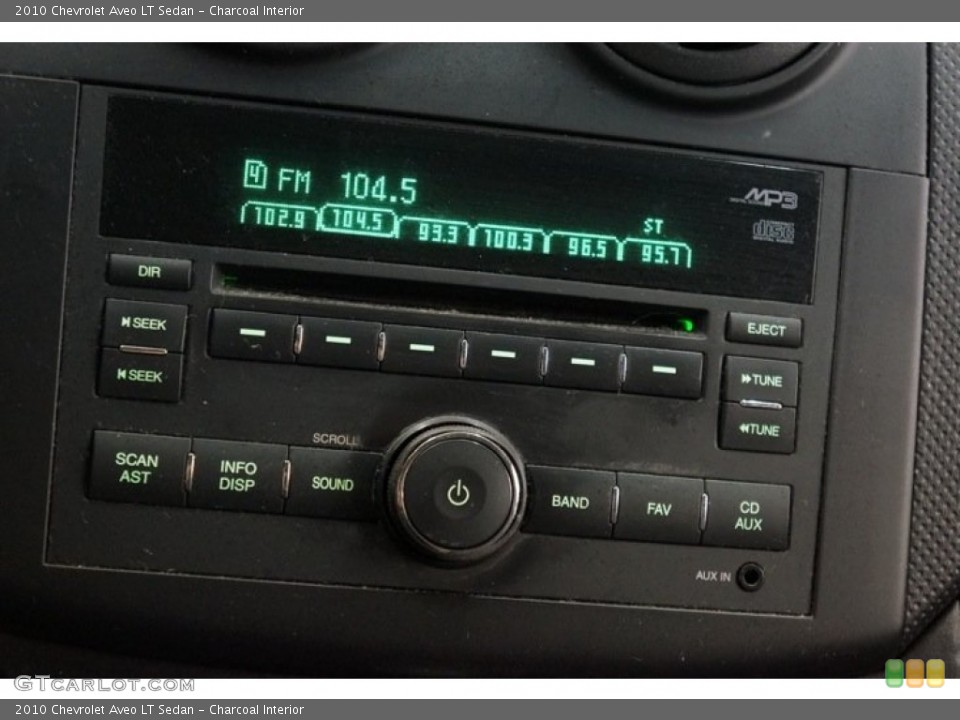 2010 Chevrolet Aveo LT Sedan - Charcoal Interior
4 FM 104.5
102.9 104.5 93.3 100.3 96.5 95.7
ST
MP3
disc
DIR
EJECT
SEEK
SEEK
TUNE
TUNE
SCROLL
SCAN
AST
INFO
DISP
SOUND
BAND
FAV
CD
AUX
AUX IN
GTCARLOT.COM
2010 Chevrolet Aveo LT Sedan - Charcoal Interior